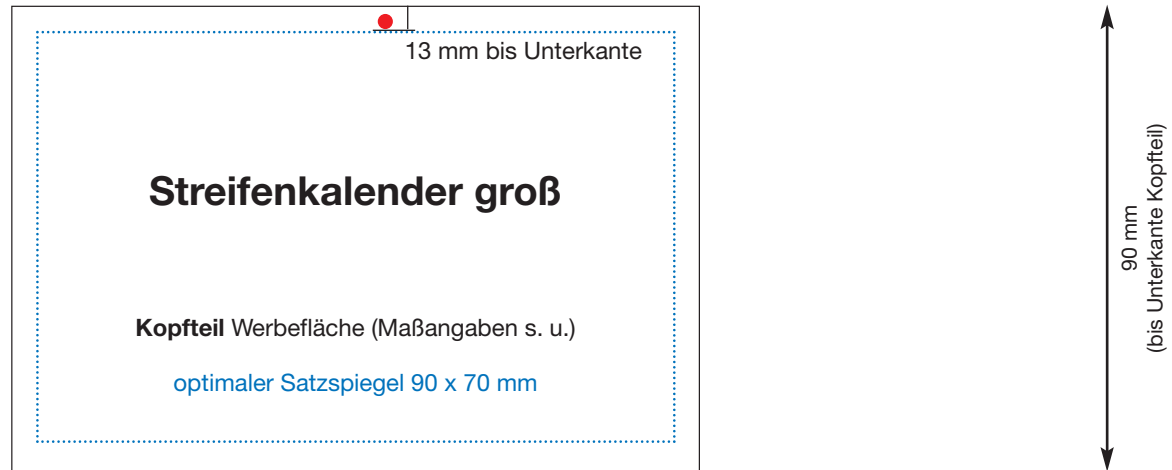 13 mm bis Unterkante
Streifenkalender groß
Kopfteil Werbefläche (Maßangaben s. u.)
optimaler Satzspiegel 90 x 70 mm
90 mm
(bis Unterkante Kopfteil)